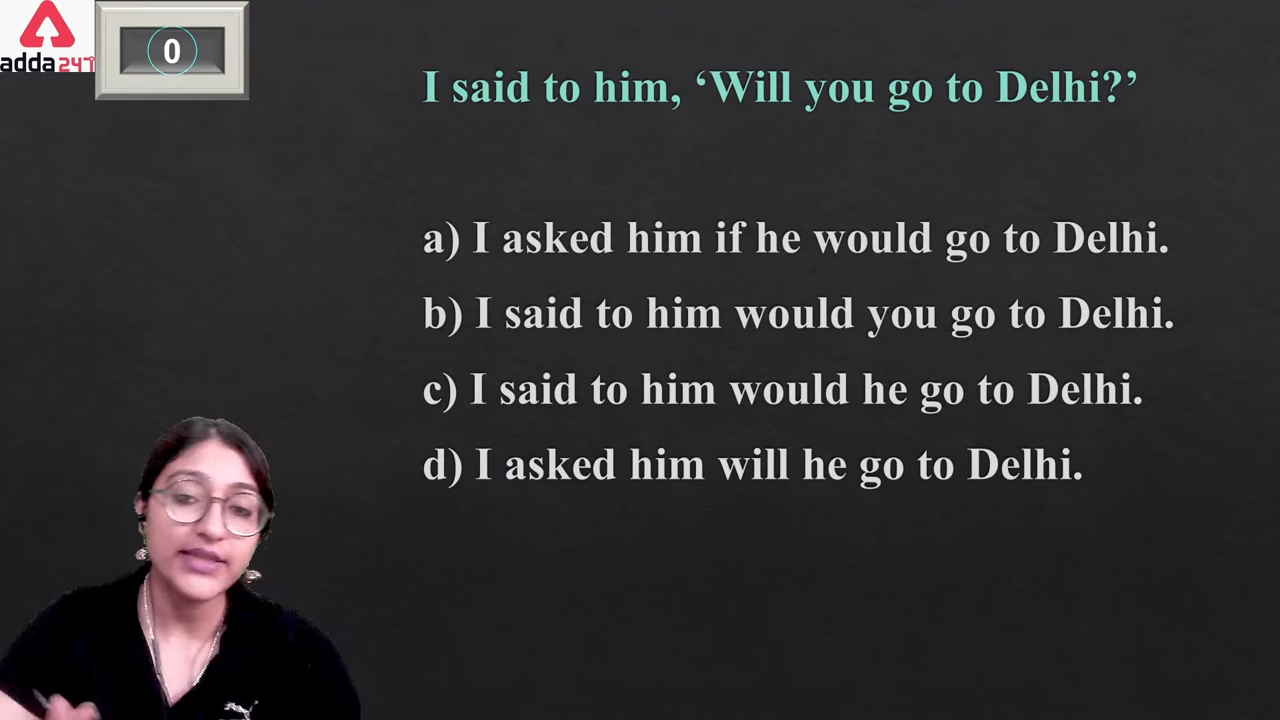 adda247
0
I said to him, ‘Will you go to Delhi?’
a) I asked him if he would go to Delhi.
b) I said to him would you go to Delhi.
c) I said to him would he go to Delhi.
d) I asked him will he go to Delhi.